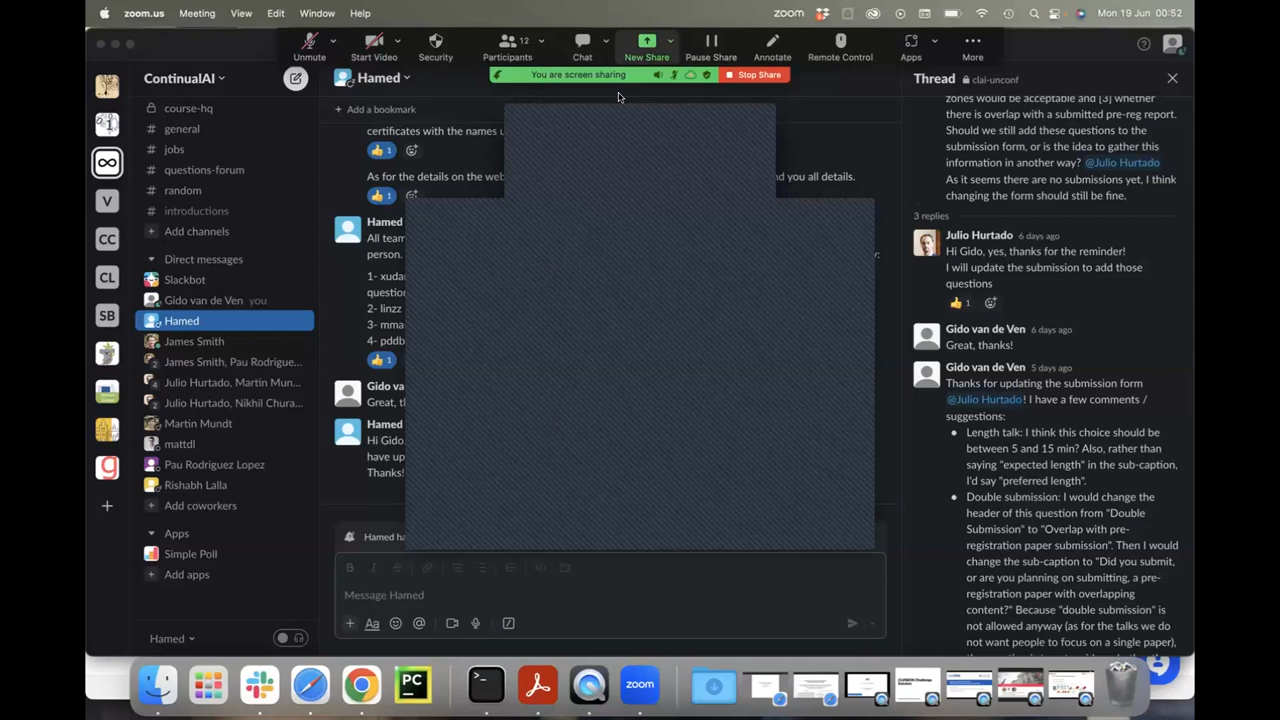 zoom.us Meeting View Edit Window Help
zoom Mon 19 Jun 00:52
Unmute Start Video Security Participants 12 Chat New Share Pause Share Annotate Remote Control Apps More
You are screen sharing Stop Share
ContinualAI
course-hq
# general
# jobs
# questions-forum
# random
# introductions
Add channels
Direct messages
Slackbot
Gido van de Ven you
Hamed
James Smith
James Smith, Pau Rodrigue...
Julio Hurtado, Martin Mun...
Julio Hurtado, Nikhil Chura...
Martin Mundt
mattdl
Pau Rodriguez Lopez
Rishabh Lalla
Add coworkers
Apps
Simple Poll
Add apps
Hamed
V
CC
CL
SB
Hamed
+ Add a bookmark
certificates with the names
1
As for the details on the
you all details.
1
Hamed
All team
person.
1- xudar
question
2- linzz
3- mma
4- pddb
1
Gido va
Great, t
Hamed
Hi Gido
have up
Thanks!
Hamed ha
Message Hamed
Thread clai-unconf
zones would be acceptable and [3] whether
there is overlap with a submitted pre-reg report.
Should we still add these questions to the
submission form, or is the idea to gather this
information in another way? @Julio Hurtado
As it seems there are no submissions yet, I think
changing the form should still be fine.
3 replies
Julio Hurtado 6 days ago
Hi Gido, yes, thanks for the reminder!
I will update the submission to add those
questions
1
Gido van de Ven 6 days ago
Great, thanks!
Gido van de Ven 5 days ago
Thanks for updating the submission form
@Julio Hurtado! I have a few comments /
suggestions:
• Length talk: I think this choice should be
between 5 and 15 min? Also, rather than
saying "expected length" in the sub-caption,
I'd say "preferred length".
• Double submission: I would change the
header of this question from "Double
Submission" to "Overlap with pre-
registration paper submission". Then I would
change the sub-caption to "Did you submit,
or are you planning on submitting, a pre-
registration paper with overlapping
content?" Because "double submission" is
not allowed anyway (as for the talks we do
not want people to focus on a single paper),
PC
zoom